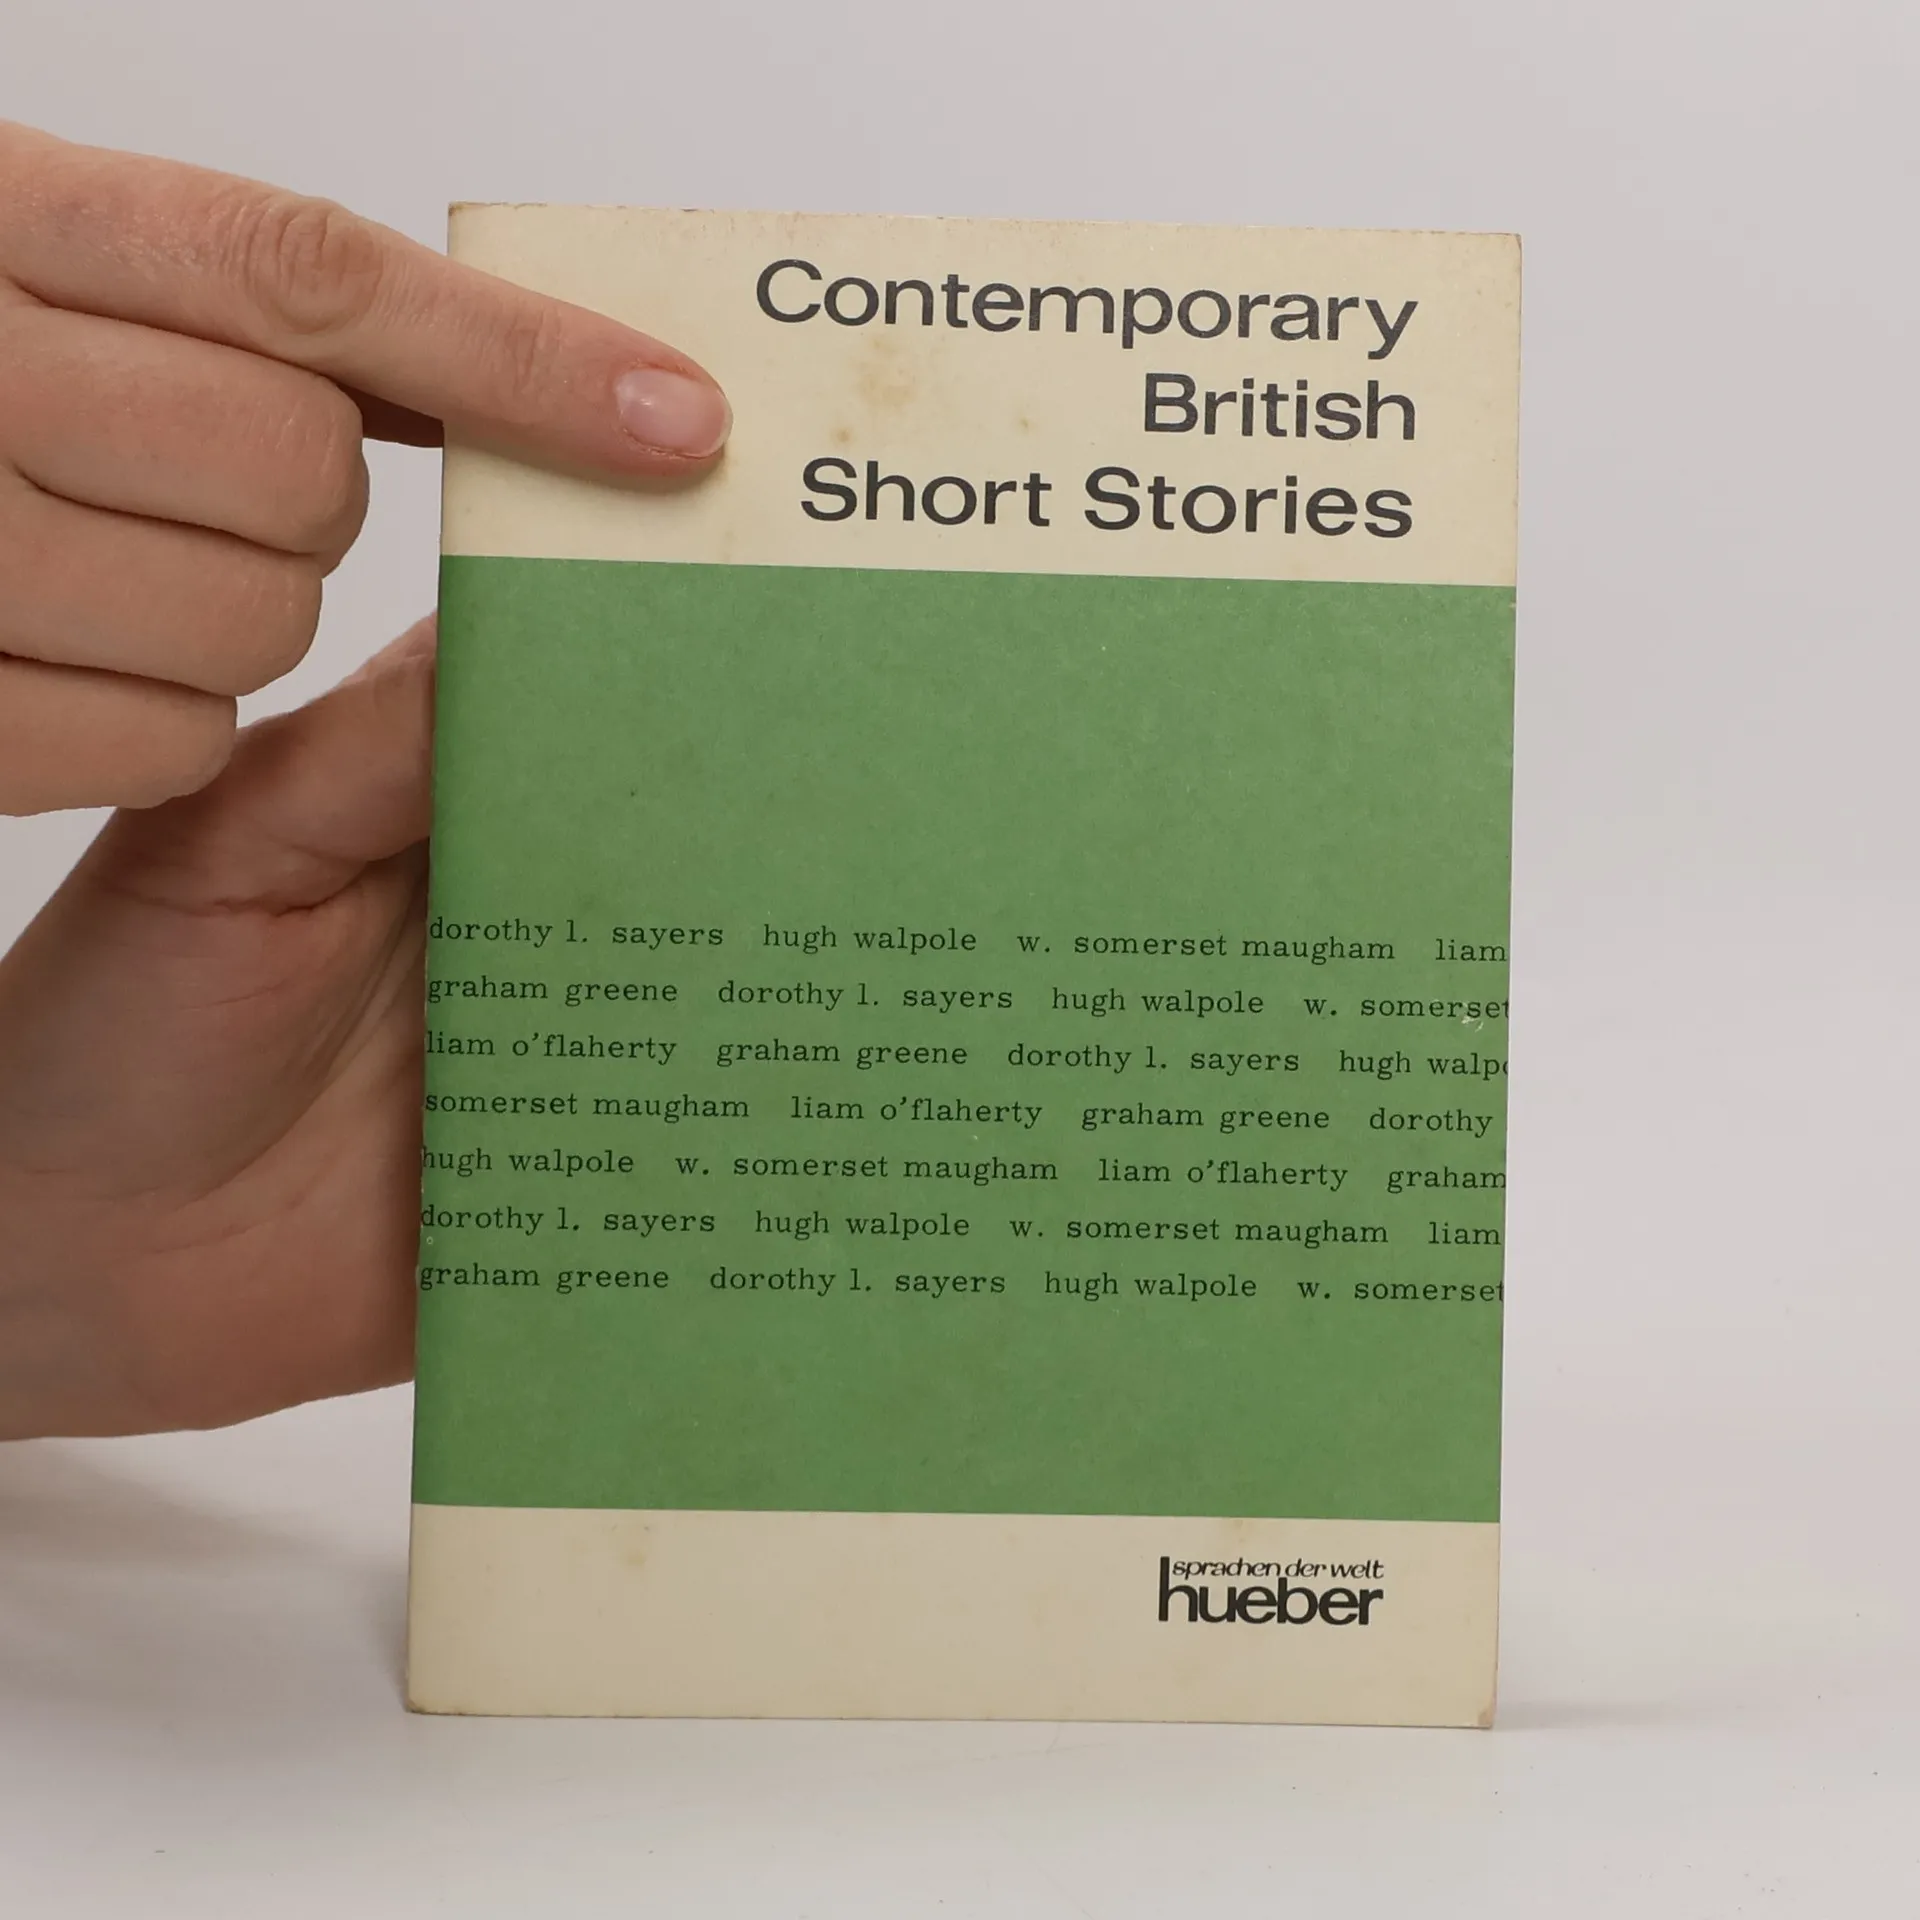 Contemporary
British
Short Stories
dorothy l. sayers hugh walpole w. somerset maugham liam
graham greene dorothy l. sayers hugh walpole w. somerset
liam o'flaherty graham greene dorothy l. sayers hugh walpo
somerset maugham liam o'flaherty graham greene dorothy
hugh walpole w. somerset maugham liam o'flaherty graham
dorothy l. sayers hugh walpole w. somerset maugham liam
graham greene dorothy l. sayers hugh walpole w. somerset
sprachen der welt
hueber